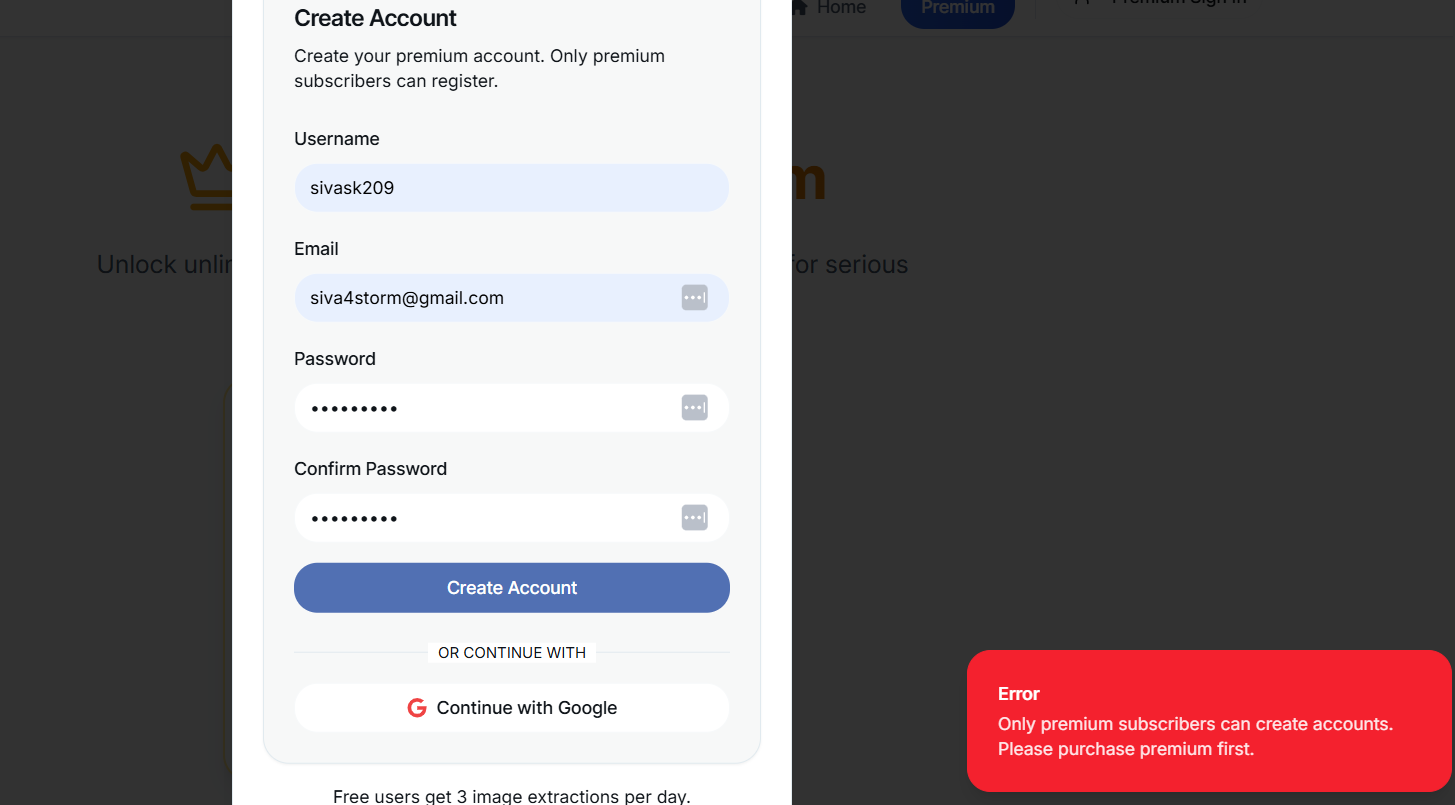 Create Account
Home
Premium
Premium Sign In
Create your premium account. Only premium
subscribers can register.
Username
sivask209
m
Unlock unlin
for serious
Email
siva4storm@gmail.com
Password
•••••••••
Confirm Password
•••••••••
Create Account
OR CONTINUE WITH
G Continue with Google
Error
Only premium subscribers can create accounts.
Please purchase premium first.
Free users get 3 image extractions per day.